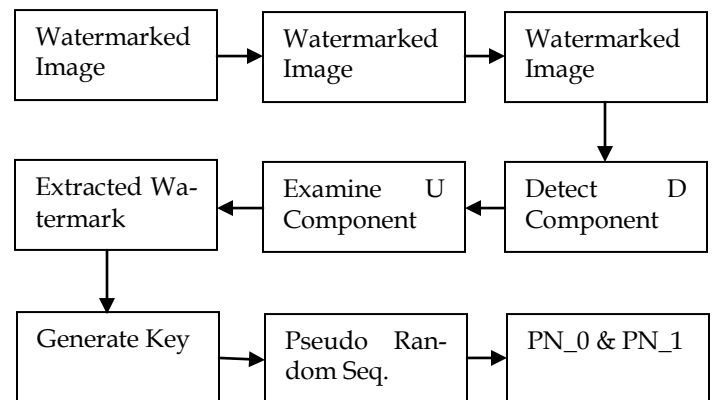 Watermarked
Image
Watermarked
Image
Watermarked
Image
Extracted Wa-
termark
Examine U
Component
Detect D
Component
Generate Key
Pseudo Ran-
dom Seq.
PN_0 & PN_1